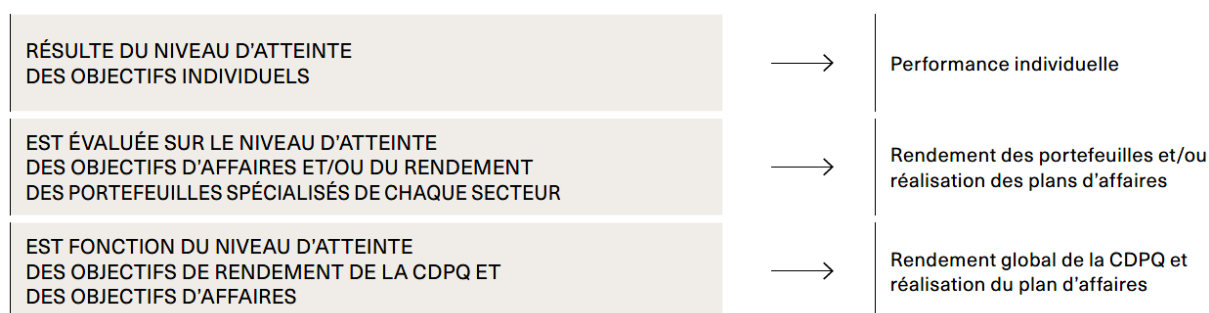 RÉSULTE DU NIVEAU D'ATTEINTE
DES OBJECTIFS INDIVIDUELS
Performance individuelle
EST ÉVALUÉE SUR LE NIVEAU D'ATTEINTE
DES OBJECTIFS D'AFFAIRES ET/OU DU RENDEMENT
DES PORTEFEUILLES SPÉCIALISÉS DE CHAQUE SECTEUR
Rendement des portefeuilles et/ou
réalisation des plans d'affaires
EST FONCTION DU NIVEAU D'ATTEINTE
DES OBJECTIFS DE RENDEMENT DE LA CDPQ ET
DES OBJECTIFS D'AFFAIRES
Rendement global de la CDPQ et
réalisation du plan d'affaires